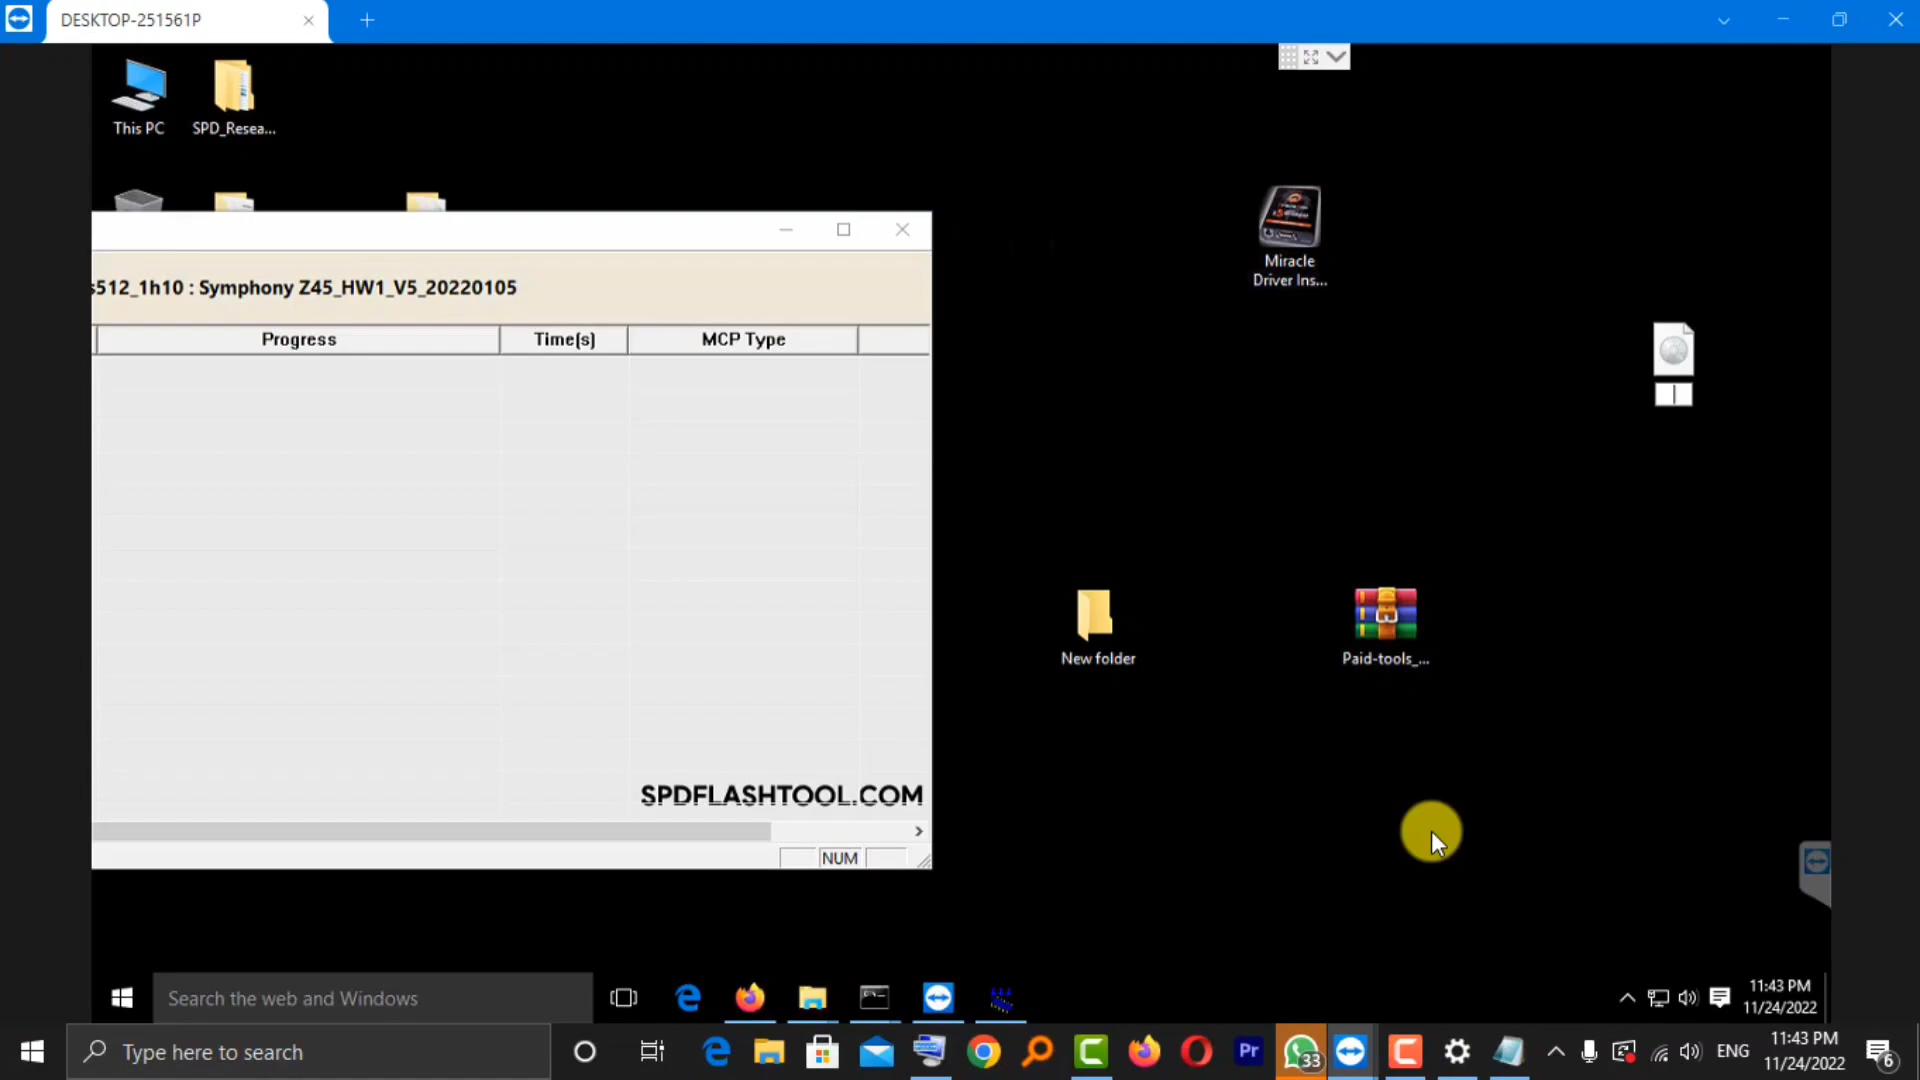 DESKTOP-251561P
This PC
SPD_Resea...
Miracle
Driver Ins...
s512_1h10 : Symphony Z45_HW1_V5_20220105
Progress
Time(s)
MCP Type
New folder
Paid-tools_...
SPDFLASHTOOL.COM
NUM
Search the web and Windows
11:43 PM
11/24/2022
Type here to search
Pr
33
ENG
11:43 PM
11/24/2022
6